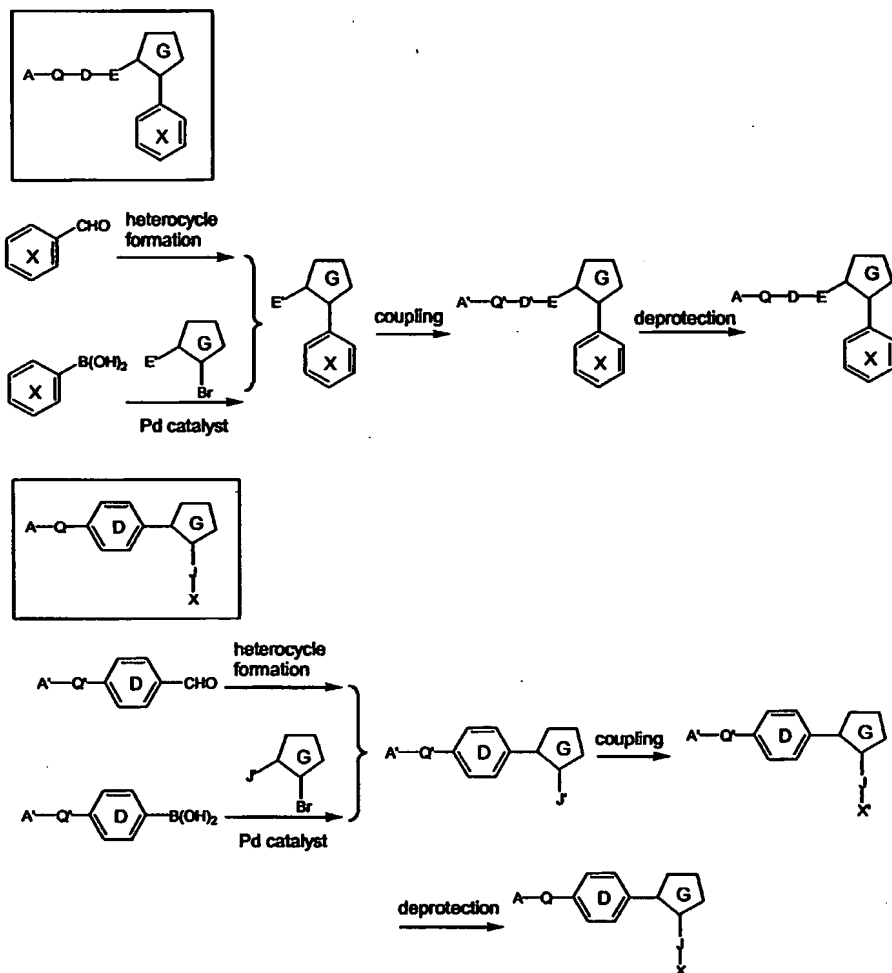 G
A—Q—D—E
X
CHO
heterocycle
formation
X
G
E'
A'—Q'—D'—E
G
A—Q—D—E
G
coupling
deprotection
B(OH)2
X
E'
G
Br
X
X
X
Pd catalyst
A—Q
D
G
J
X
heterocycle
formation
A'—Q'
D
CHO
G
J'
Br
A'—Q'
D
G
J'
coupling
A'—Q'
D
G
J
X'
A'—Q'
D
B(OH)2
Pd catalyst
deprotection
A—Q
D
G
J
X